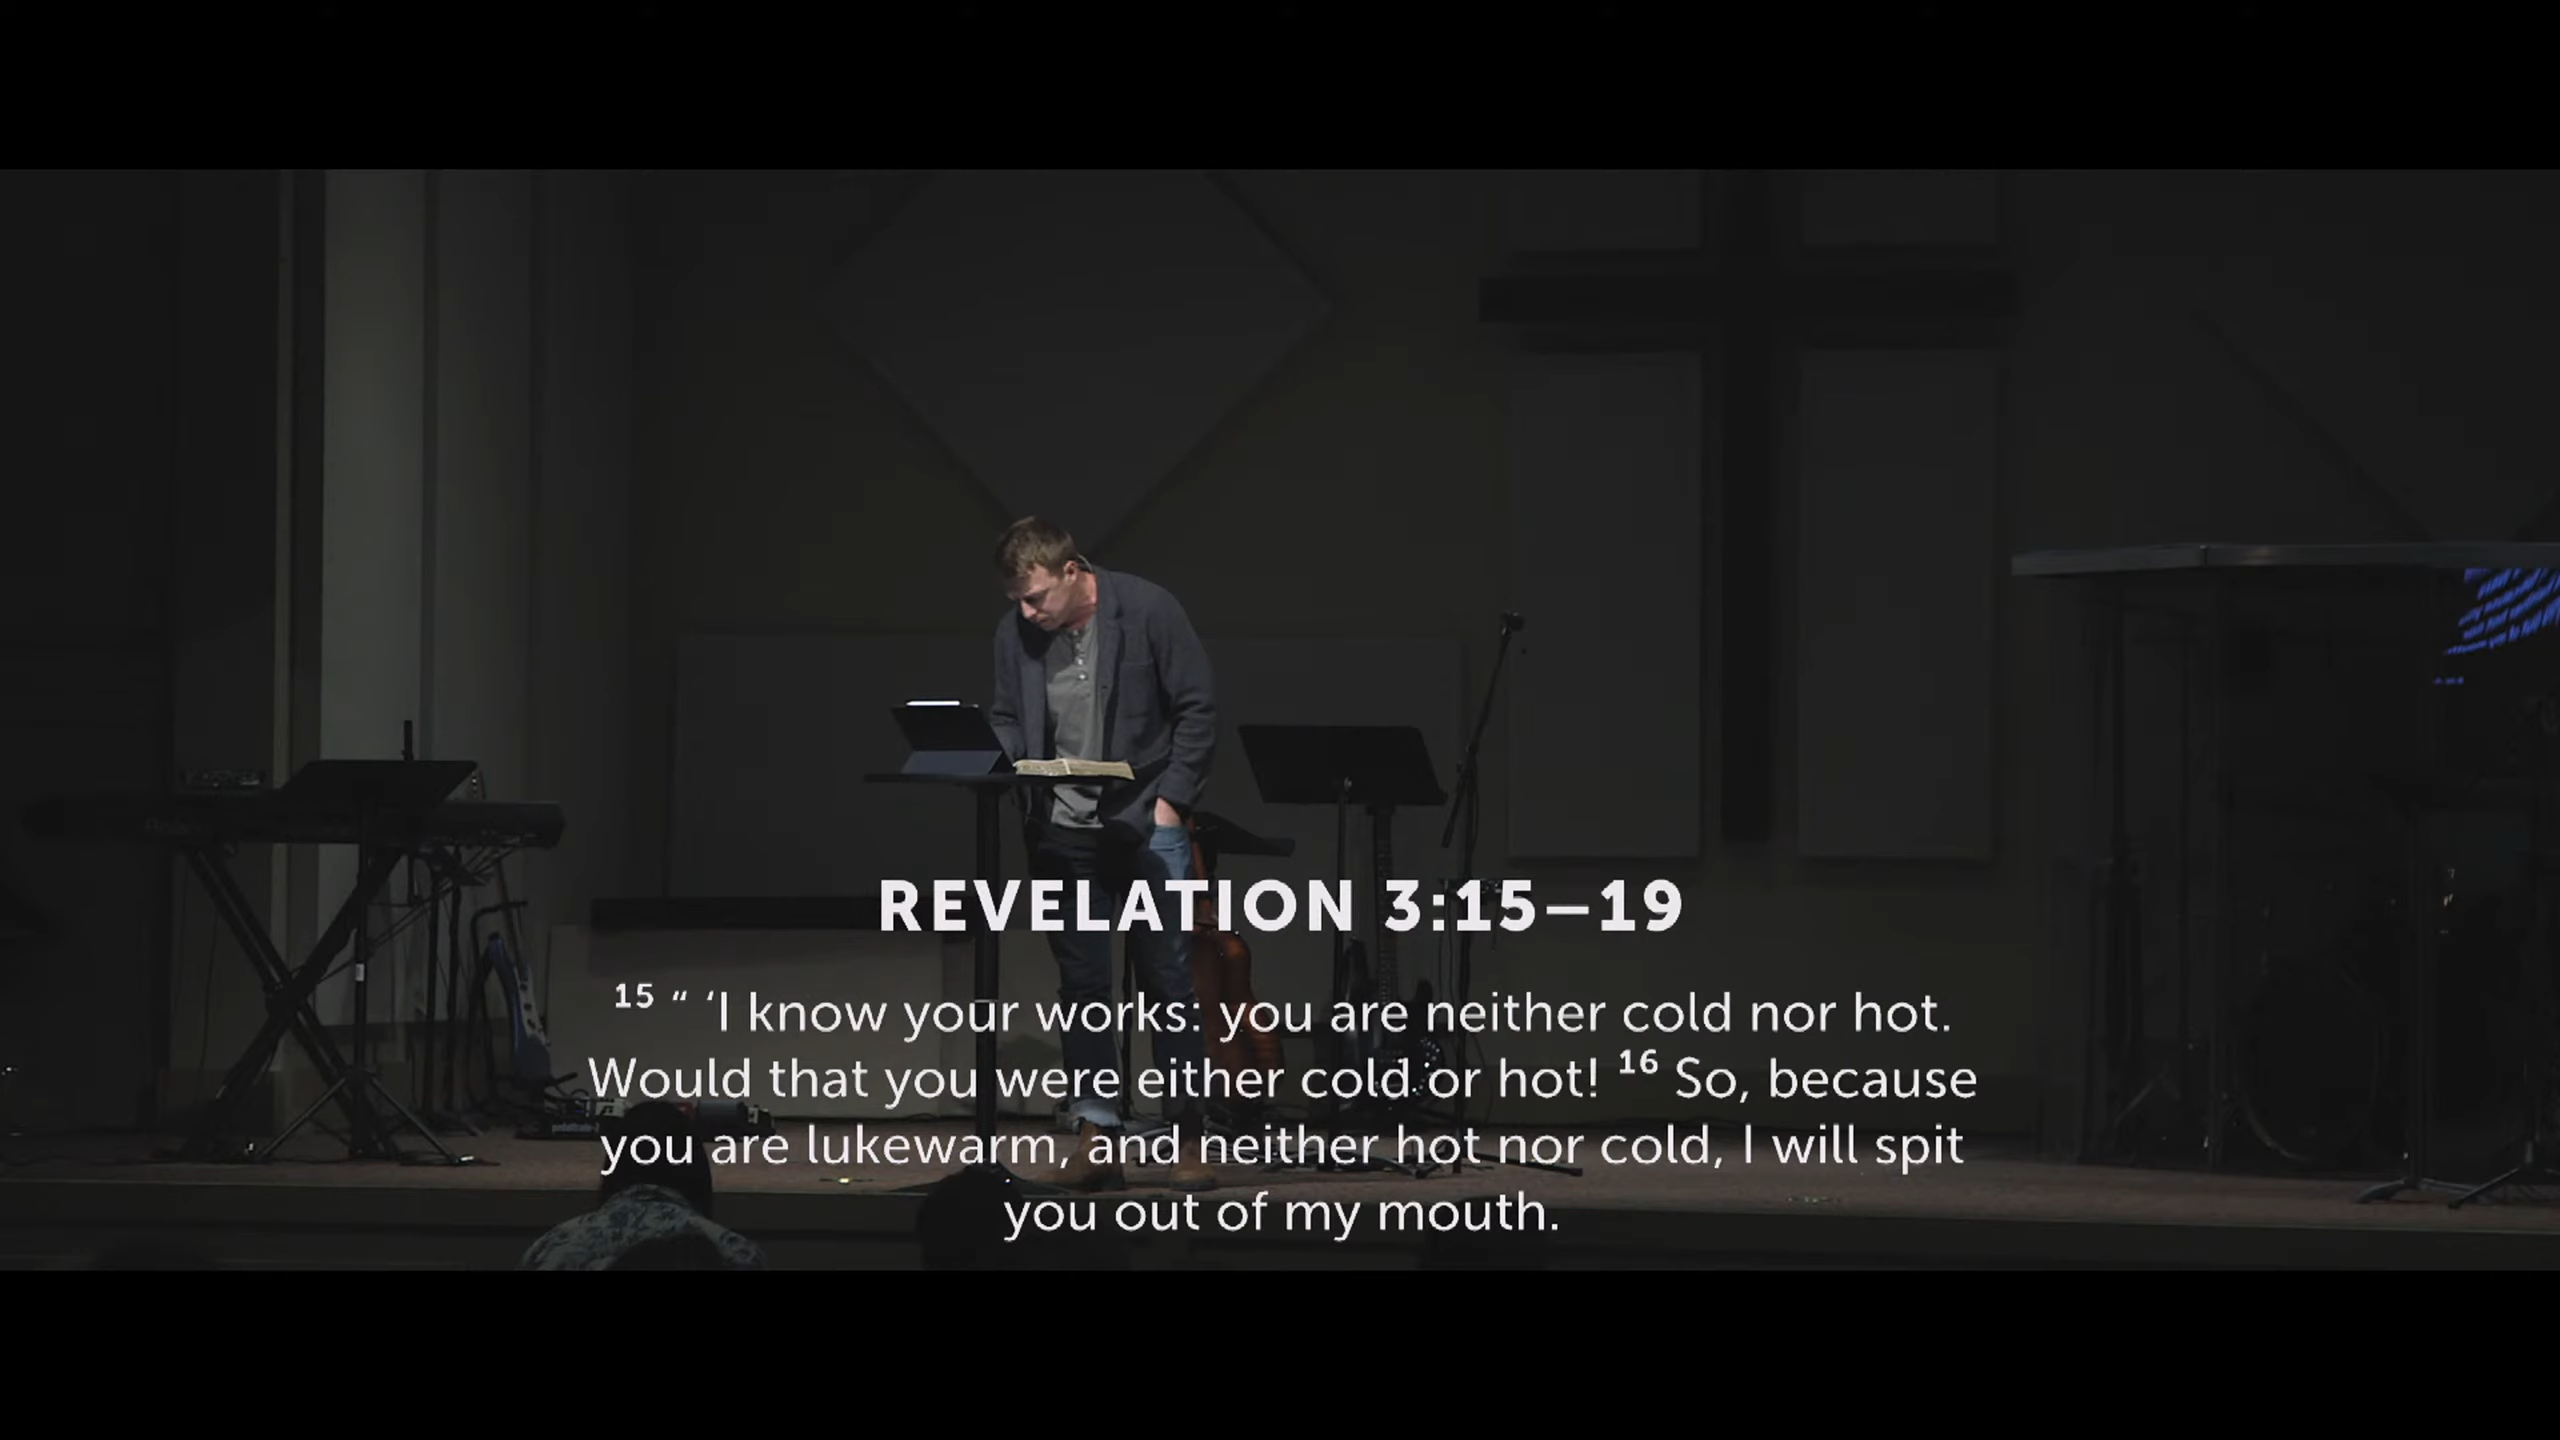 REVELATION 3:15–19
15 “ ‘I know your works: you are neither cold nor hot.
Would that you were either cold or hot! 16 So, because
you are lukewarm, and neither hot nor cold, I will spit
you out of my mouth.